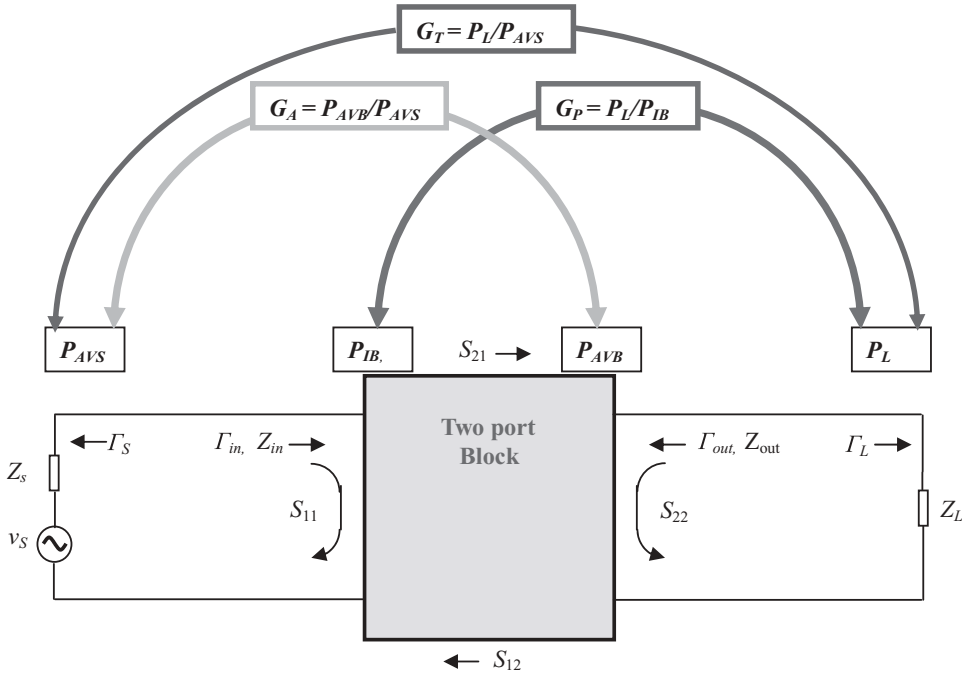 G_T = P_L/P_AVS
G_A = P_AVB/P_AVS
G_P = P_L/P_IB
P_AVS
P_IB,
S_21
P_AVB
P_L
Γ_S
Γ_in, Z_in
Two port
Block
Γ_out, Z_out
Γ_L
Z_s
S_11
S_22
Z_L
v_S
S_12